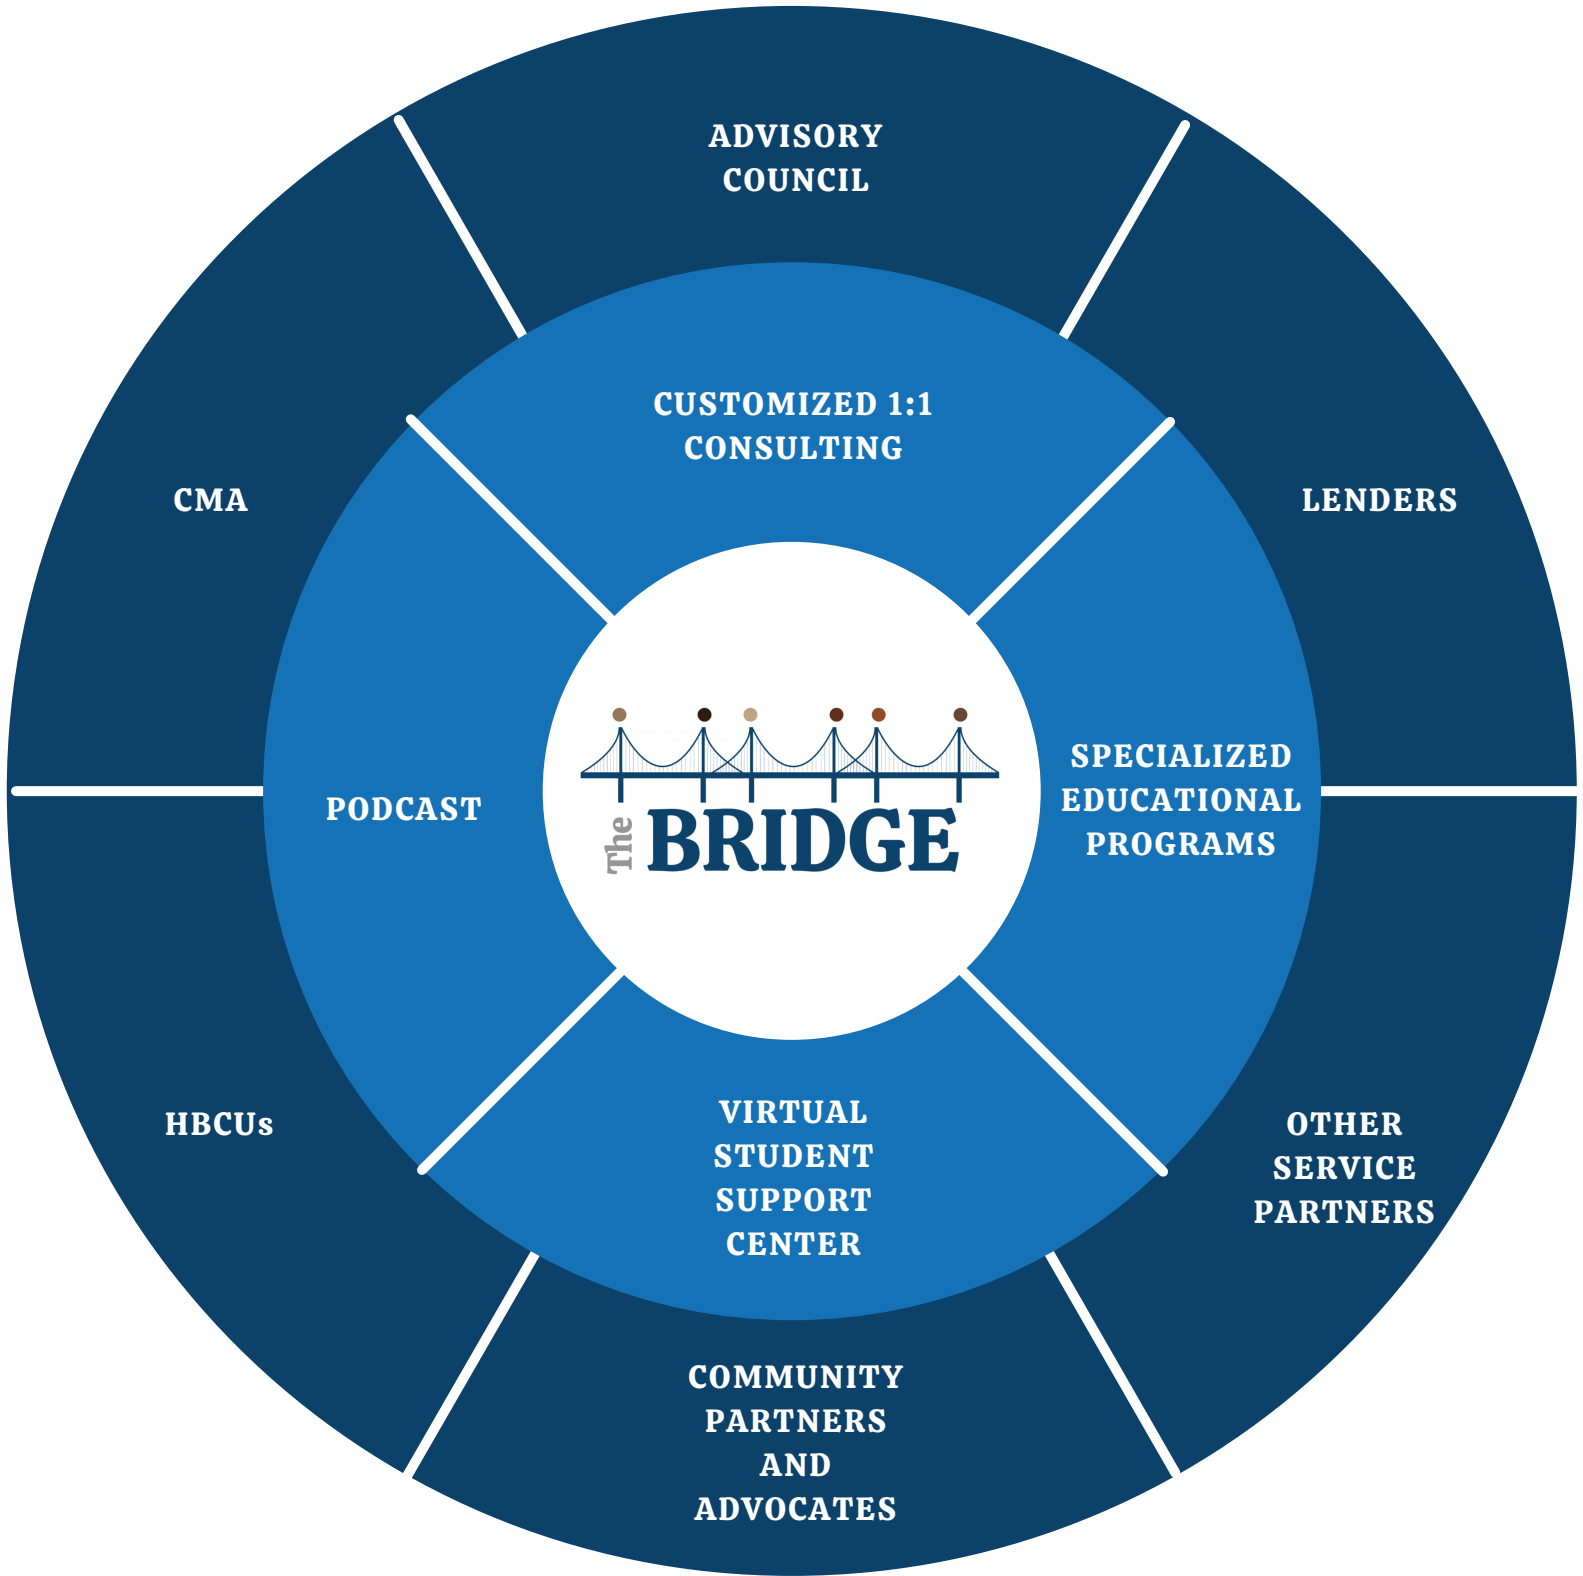 ADVISORY
COUNCIL
CUSTOMIZED 1:1
CONSULTING
CMA
LENDERS
SPECIALIZED
EDUCATIONAL
PROGRAMS
PODCAST
The BRIDGE
HBCUs
VIRTUAL
STUDENT
SUPPORT
CENTER
OTHER
SERVICE
PARTNERS
COMMUNITY
PARTNERS
AND
ADVOCATES